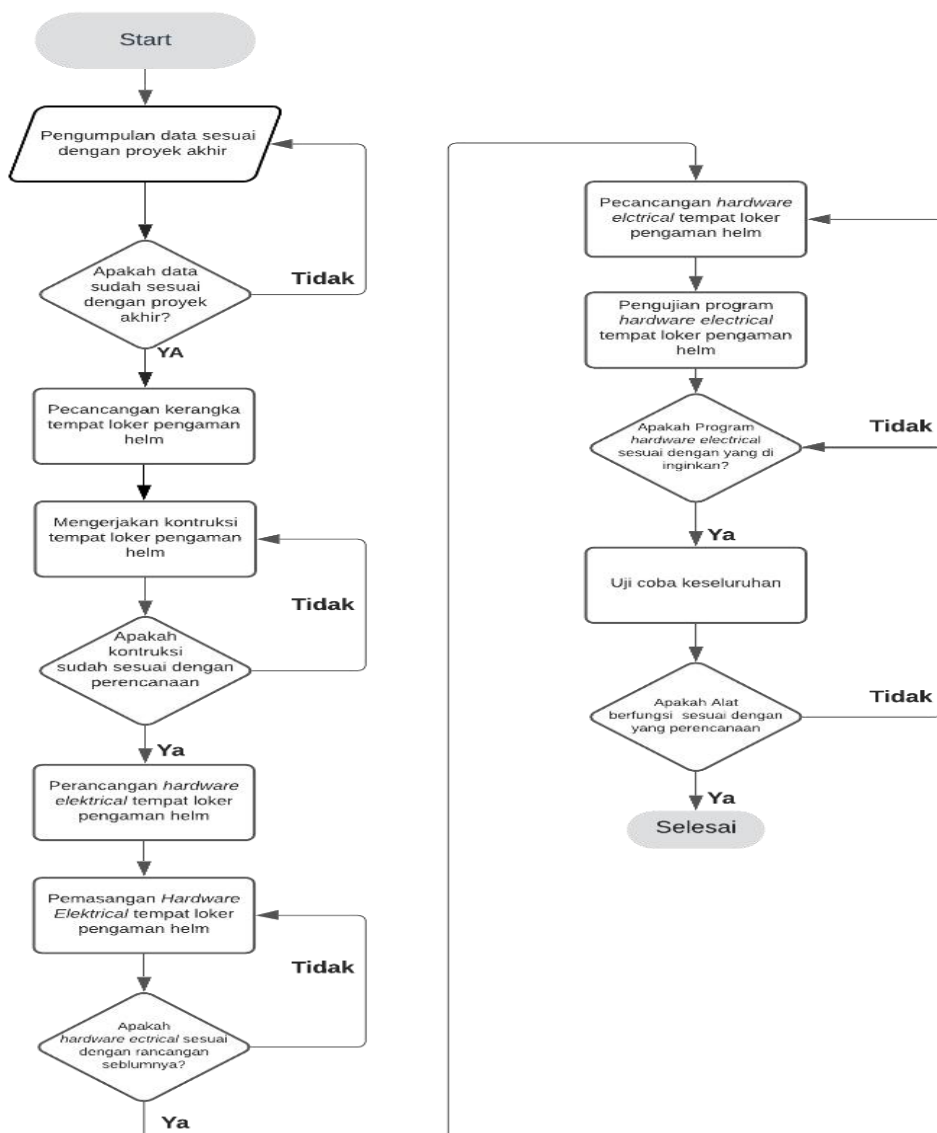 Start
Pengumpulan data sesuai
dengan proyek akhir
Apakah data
sudah sesuai
dengan proyek
akhir?
Tidak
YA
Pecancangan kerangka
tempat loker pengaman
helm
Mengerjakan kontruksi
tempat loker pengaman
helm
Tidak
Apakah
kontruksi
sudah sesuai dengan
perencanaan
Ya
Perancangan hardware
elektrical tempat loker
pengaman helm
Pemasangan Hardware
Elektrical tempat loker
pengaman helm
Tidak
Apakah
hardware ectrical sesuai
dengan rancangan
seblumnya?
Ya
Pecancangan hardware
elctrical tempat loker
pengaman helm
Pengujian program
hardware electrical
tempat loker pengaman
helm
Apakah Program
hardware electrical
sesuai dengan yang di
inginkan?
Tidak
Ya
Uji coba keseluruhan
Apakah Alat
berfungsi sesuai dengan
yang perencanaan
Tidak
Ya
Selesai